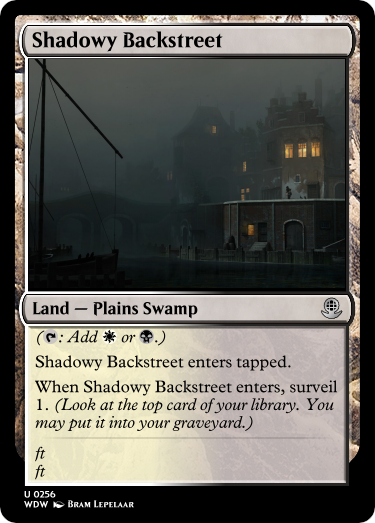 Shadowy Backstreet
Land — Plains Swamp
(: Add or .)
Shadowy Backstreet enters tapped.
When Shadowy Backstreet enters, surveil
1. (Look at the top card of your library. You
may put it into your graveyard.)
ft
ft
U 0256
WDW Bram Lepelaar